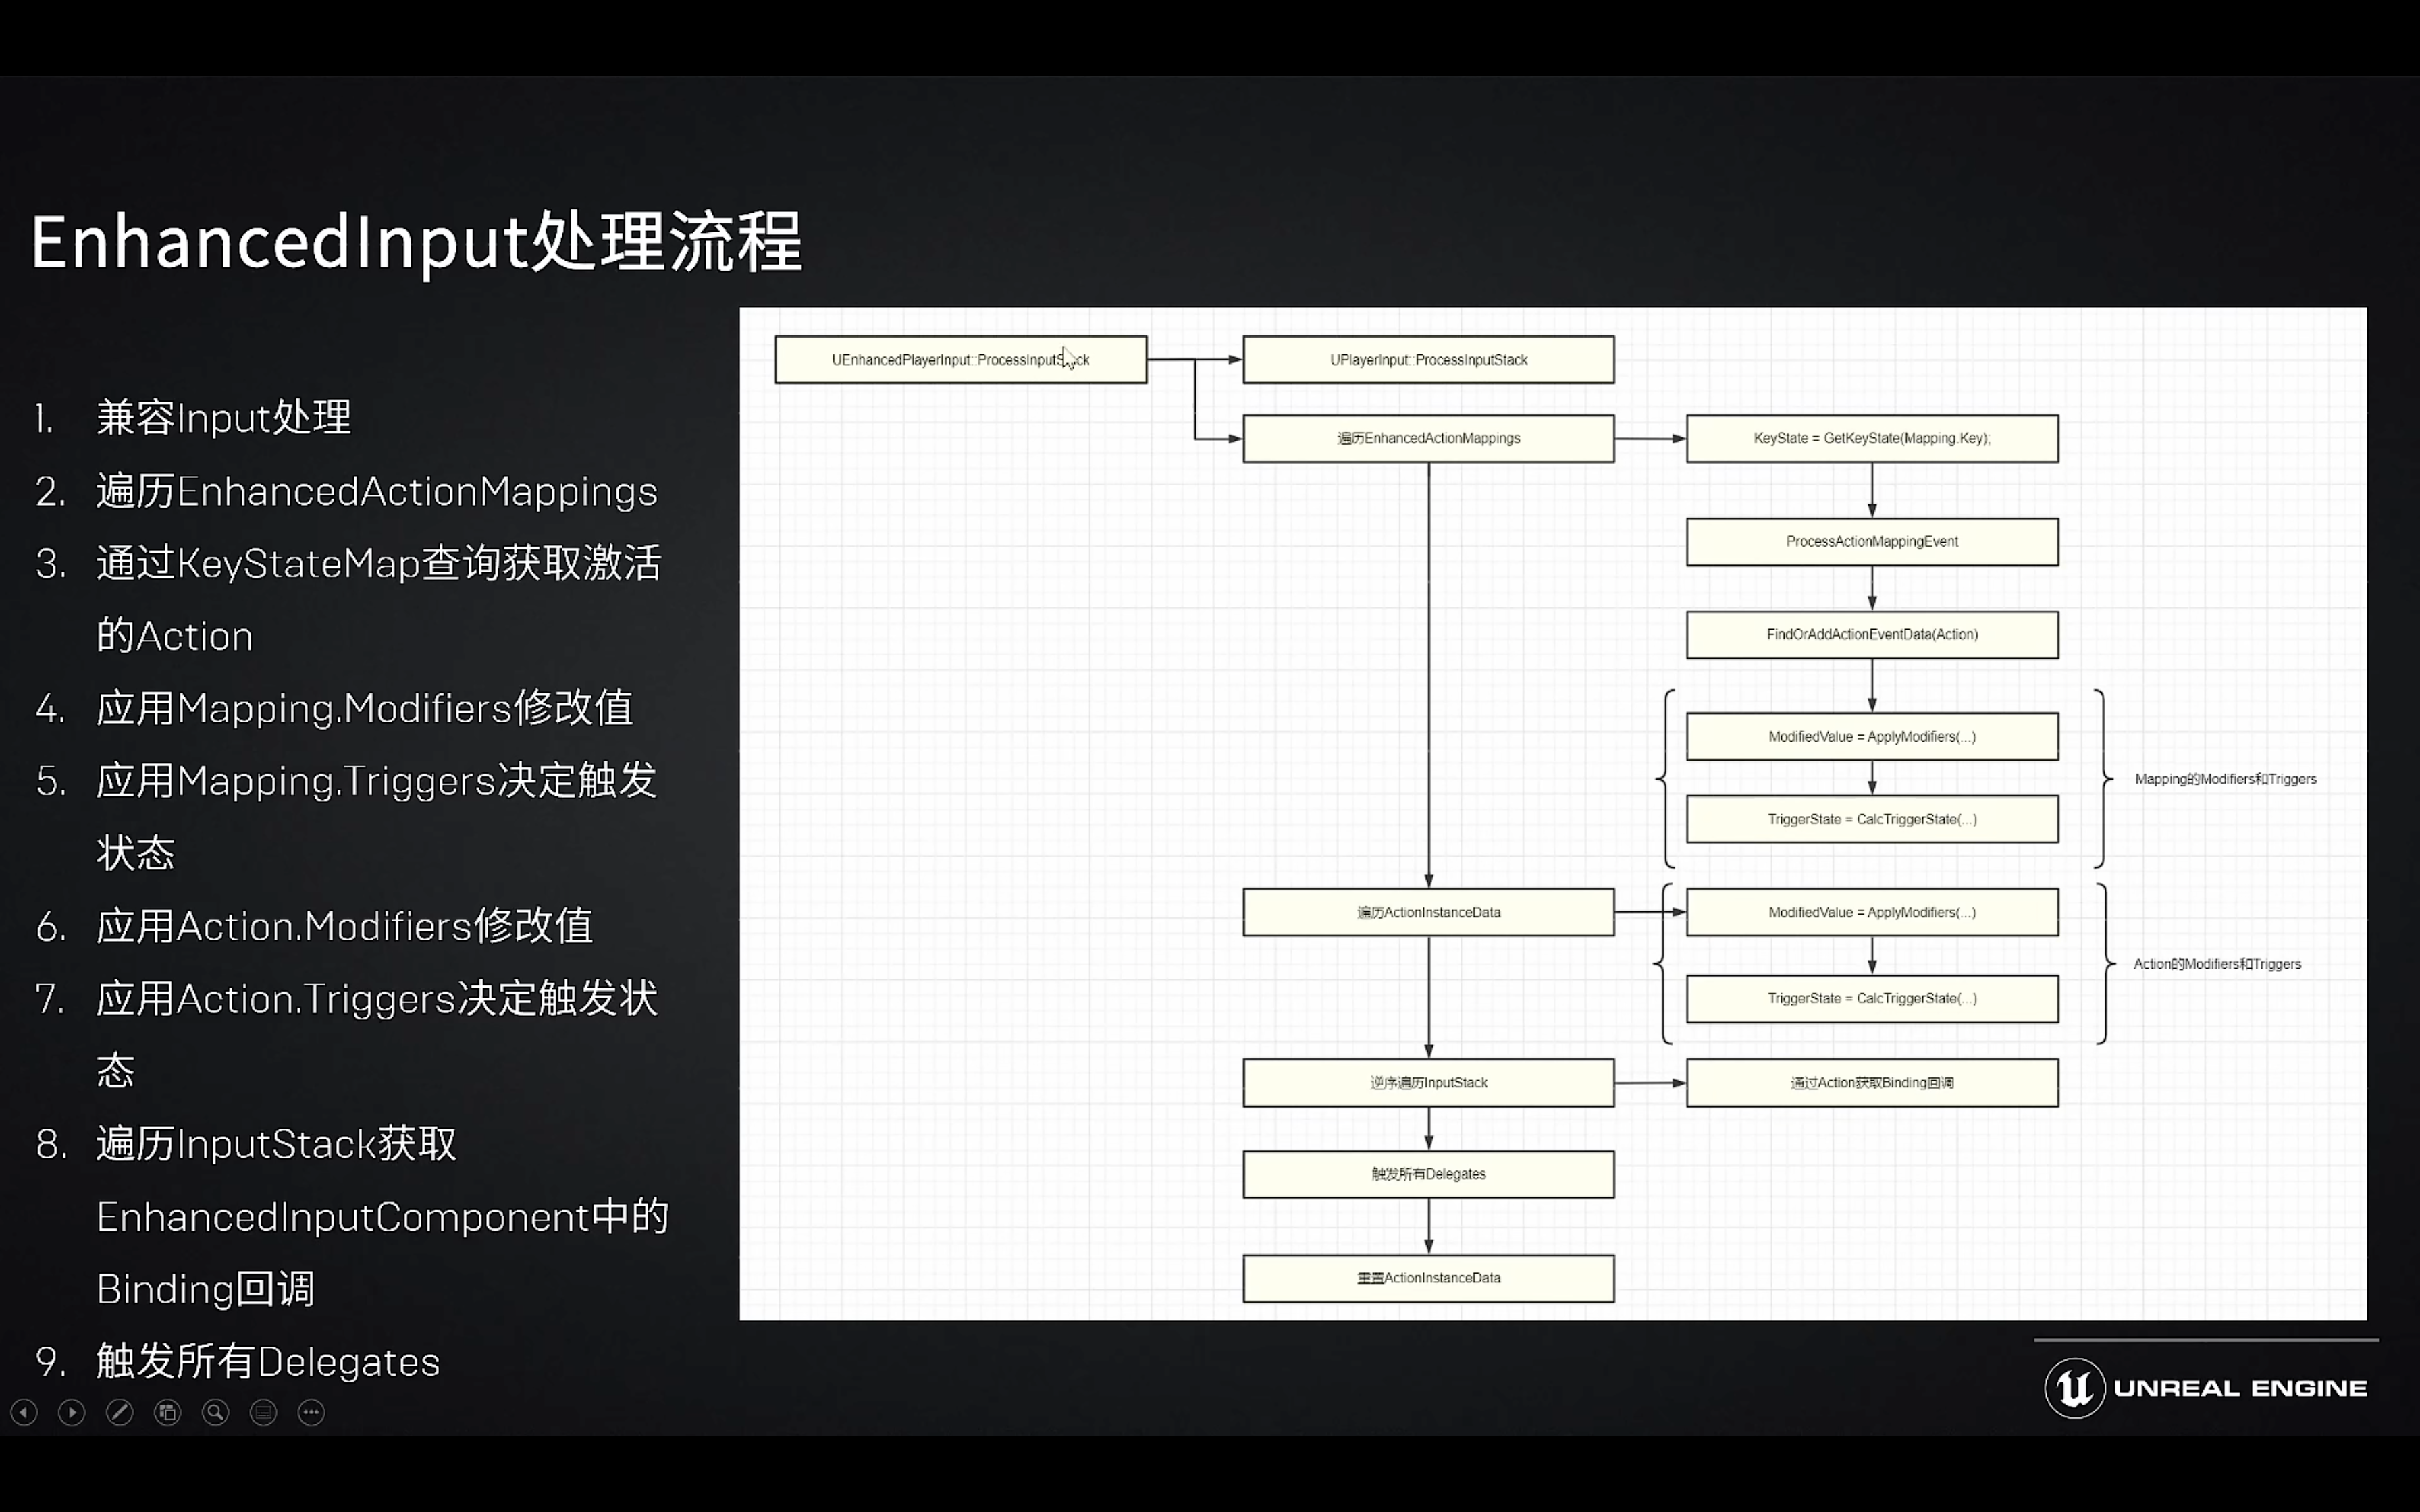 EnhancedInput处理流程
1. 兼容Input处理
2. 遍历EnhancedActionMappings
3. 通过KeyStateMap查询获取激活
的Action
4. 应用Mapping.Modifiers修改值
5. 应用Mapping.Triggers决定触发
状态
6. 应用Action.Modifiers修改值
7. 应用Action.Triggers决定触发状
态
8. 遍历InputStack获取
EnhancedInputComponent中的
Binding回调
9. 触发所有Delegates
UEnhancedPlayerInput::ProcessInputStack
UPlayerInput::ProcessInputStack
遍历EnhancedActionMappings
KeyState = GetKeyState(Mapping.Key);
ProcessActionMappingEvent
FindOrAddActionEventData(Action)
ModifiedValue = ApplyModifiers(...)
TriggerState = CalcTriggerState(...)
Mapping的Modifiers和Triggers
遍历ActionInstanceData
ModifiedValue = ApplyModifiers(...)
TriggerState = CalcTriggerState(...)
Action的Modifiers和Triggers
逆序遍历InputStack
通过Action获取Binding回调
触发所有Delegates
重置ActionInstanceData
UNREAL ENGINE